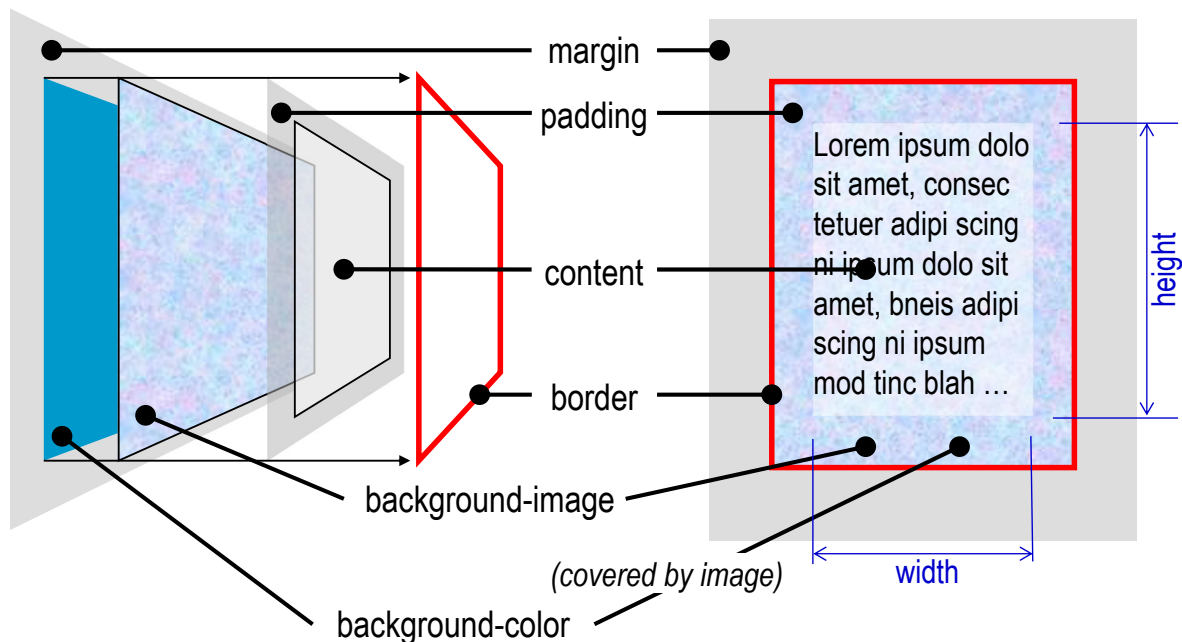 margin
padding
Lorem ipsum dolo
sit amet, consec
tetuer adipi scing
ni ipsum dolo sit
amet, bneis adipi
scing ni ipsum
mod tinc blah …
height
content
border
background-image
(covered by image)
width
background-color